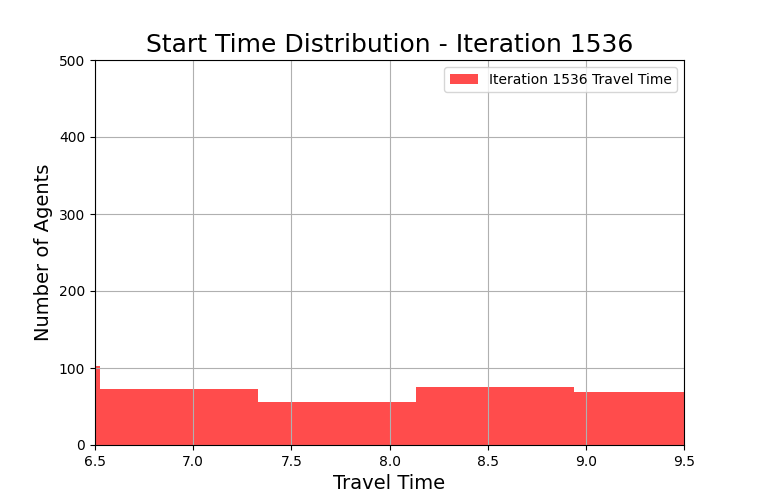 Start Time Distribution - Iteration 1536
Iteration 1536 Travel Time
Number of Agents
500
400
300
200
100
0
6.5 7.0 7.5 8.0 8.5 9.0 9.5
Travel Time